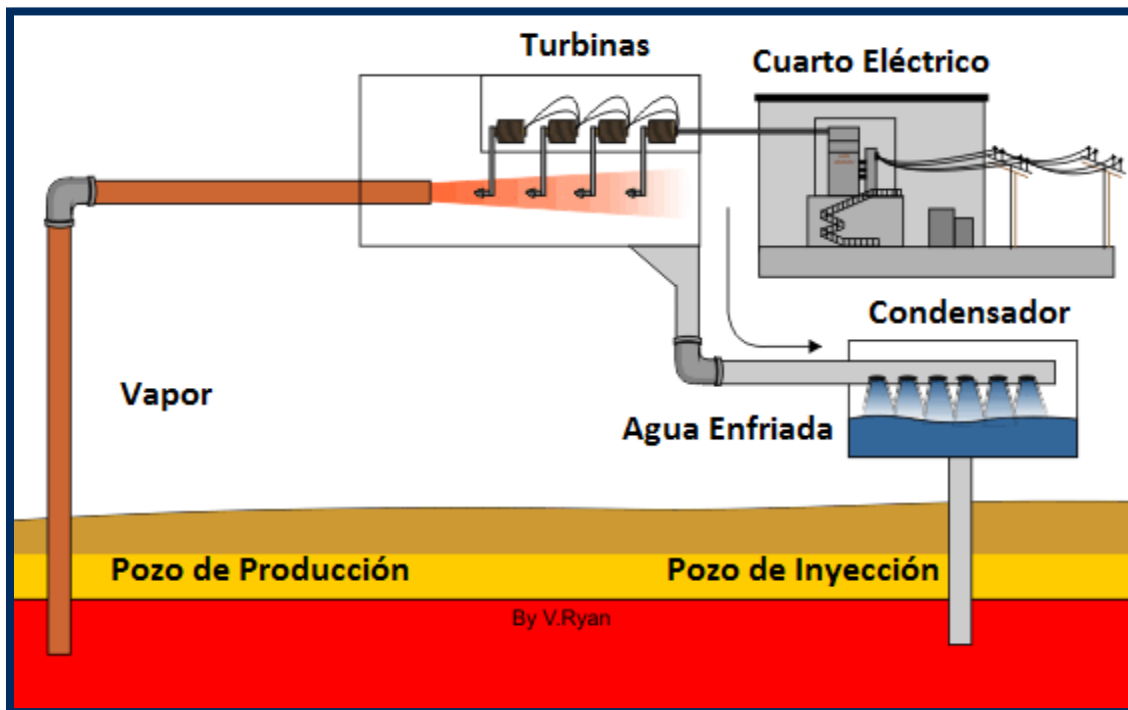 Turbinas
Cuarto Eléctrico
Condensador
Vapor
Agua Enfriada
Pozo de Producción
Pozo de Inyección
By V.Ryan